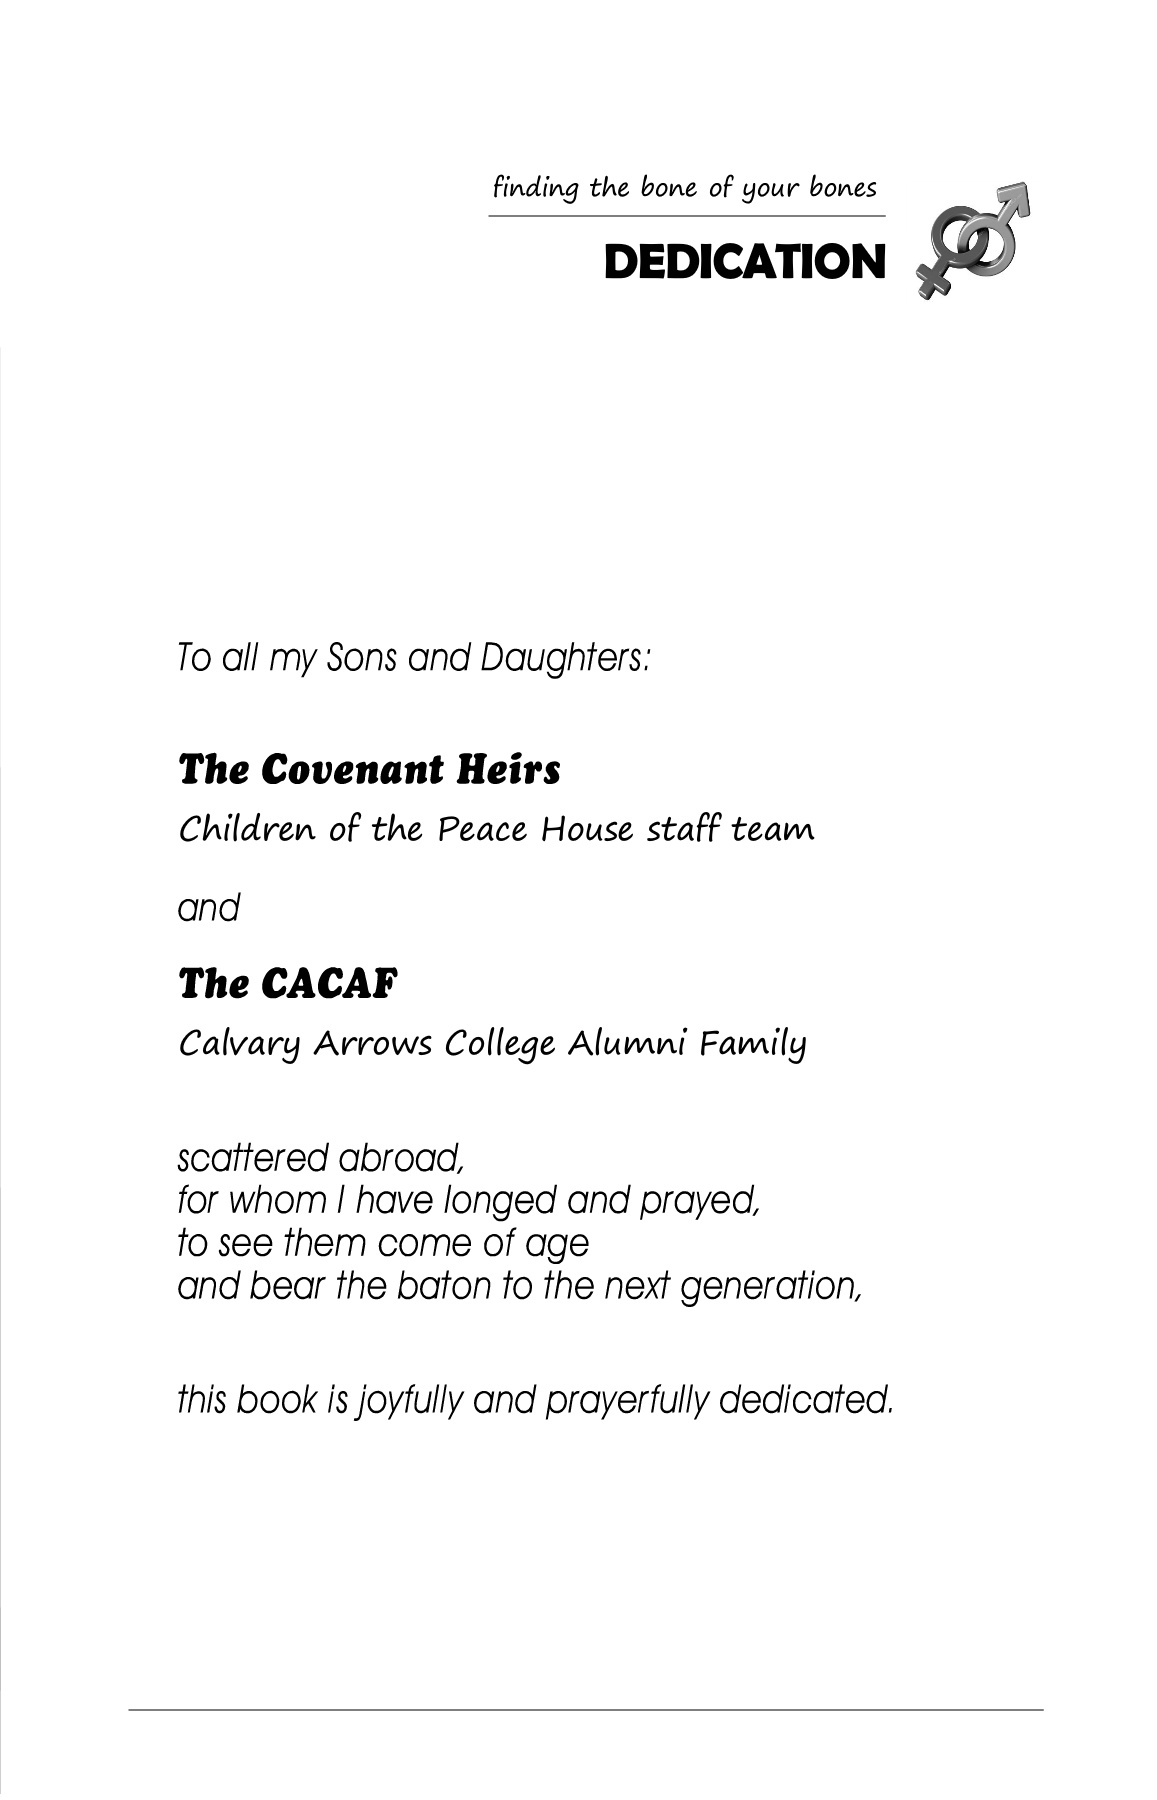 finding the bone of your bones
DEDICATION
To all my Sons and Daughters:
The Covenant Heirs
Children of the Peace House staff team
and
The CACAF
Calvary Arrows College Alumni Family
scattered abroad,
for whom I have longed and prayed,
to see them come of age
and bear the baton to the next generation,
this book is joyfully and prayerfully dedicated.